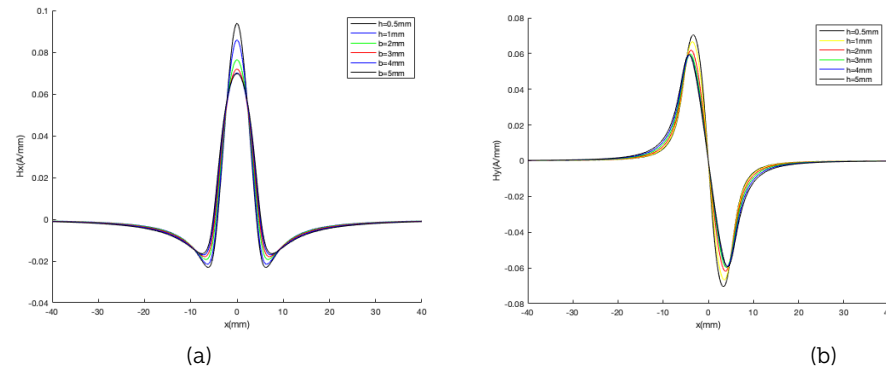 0.1
0.08
0.06
0.04
0.02
0
-0.02
-0.04
Hx(A/mm)
-40 -30 -20 -10 0 10 20 30 40
x(mm)
h=0.5mm
h=1mm
b=2mm
b=3mm
b=4mm
b=5mm
(a)
0.08
0.06
0.04
0.02
0
-0.02
-0.04
-0.06
-0.08
Hy(A/mm)
-40 -30 -20 -10 0 10 20 30 40
x(mm)
h=0.5mm
h=1mm
h=2mm
h=3mm
h=4mm
h=5mm
(b)